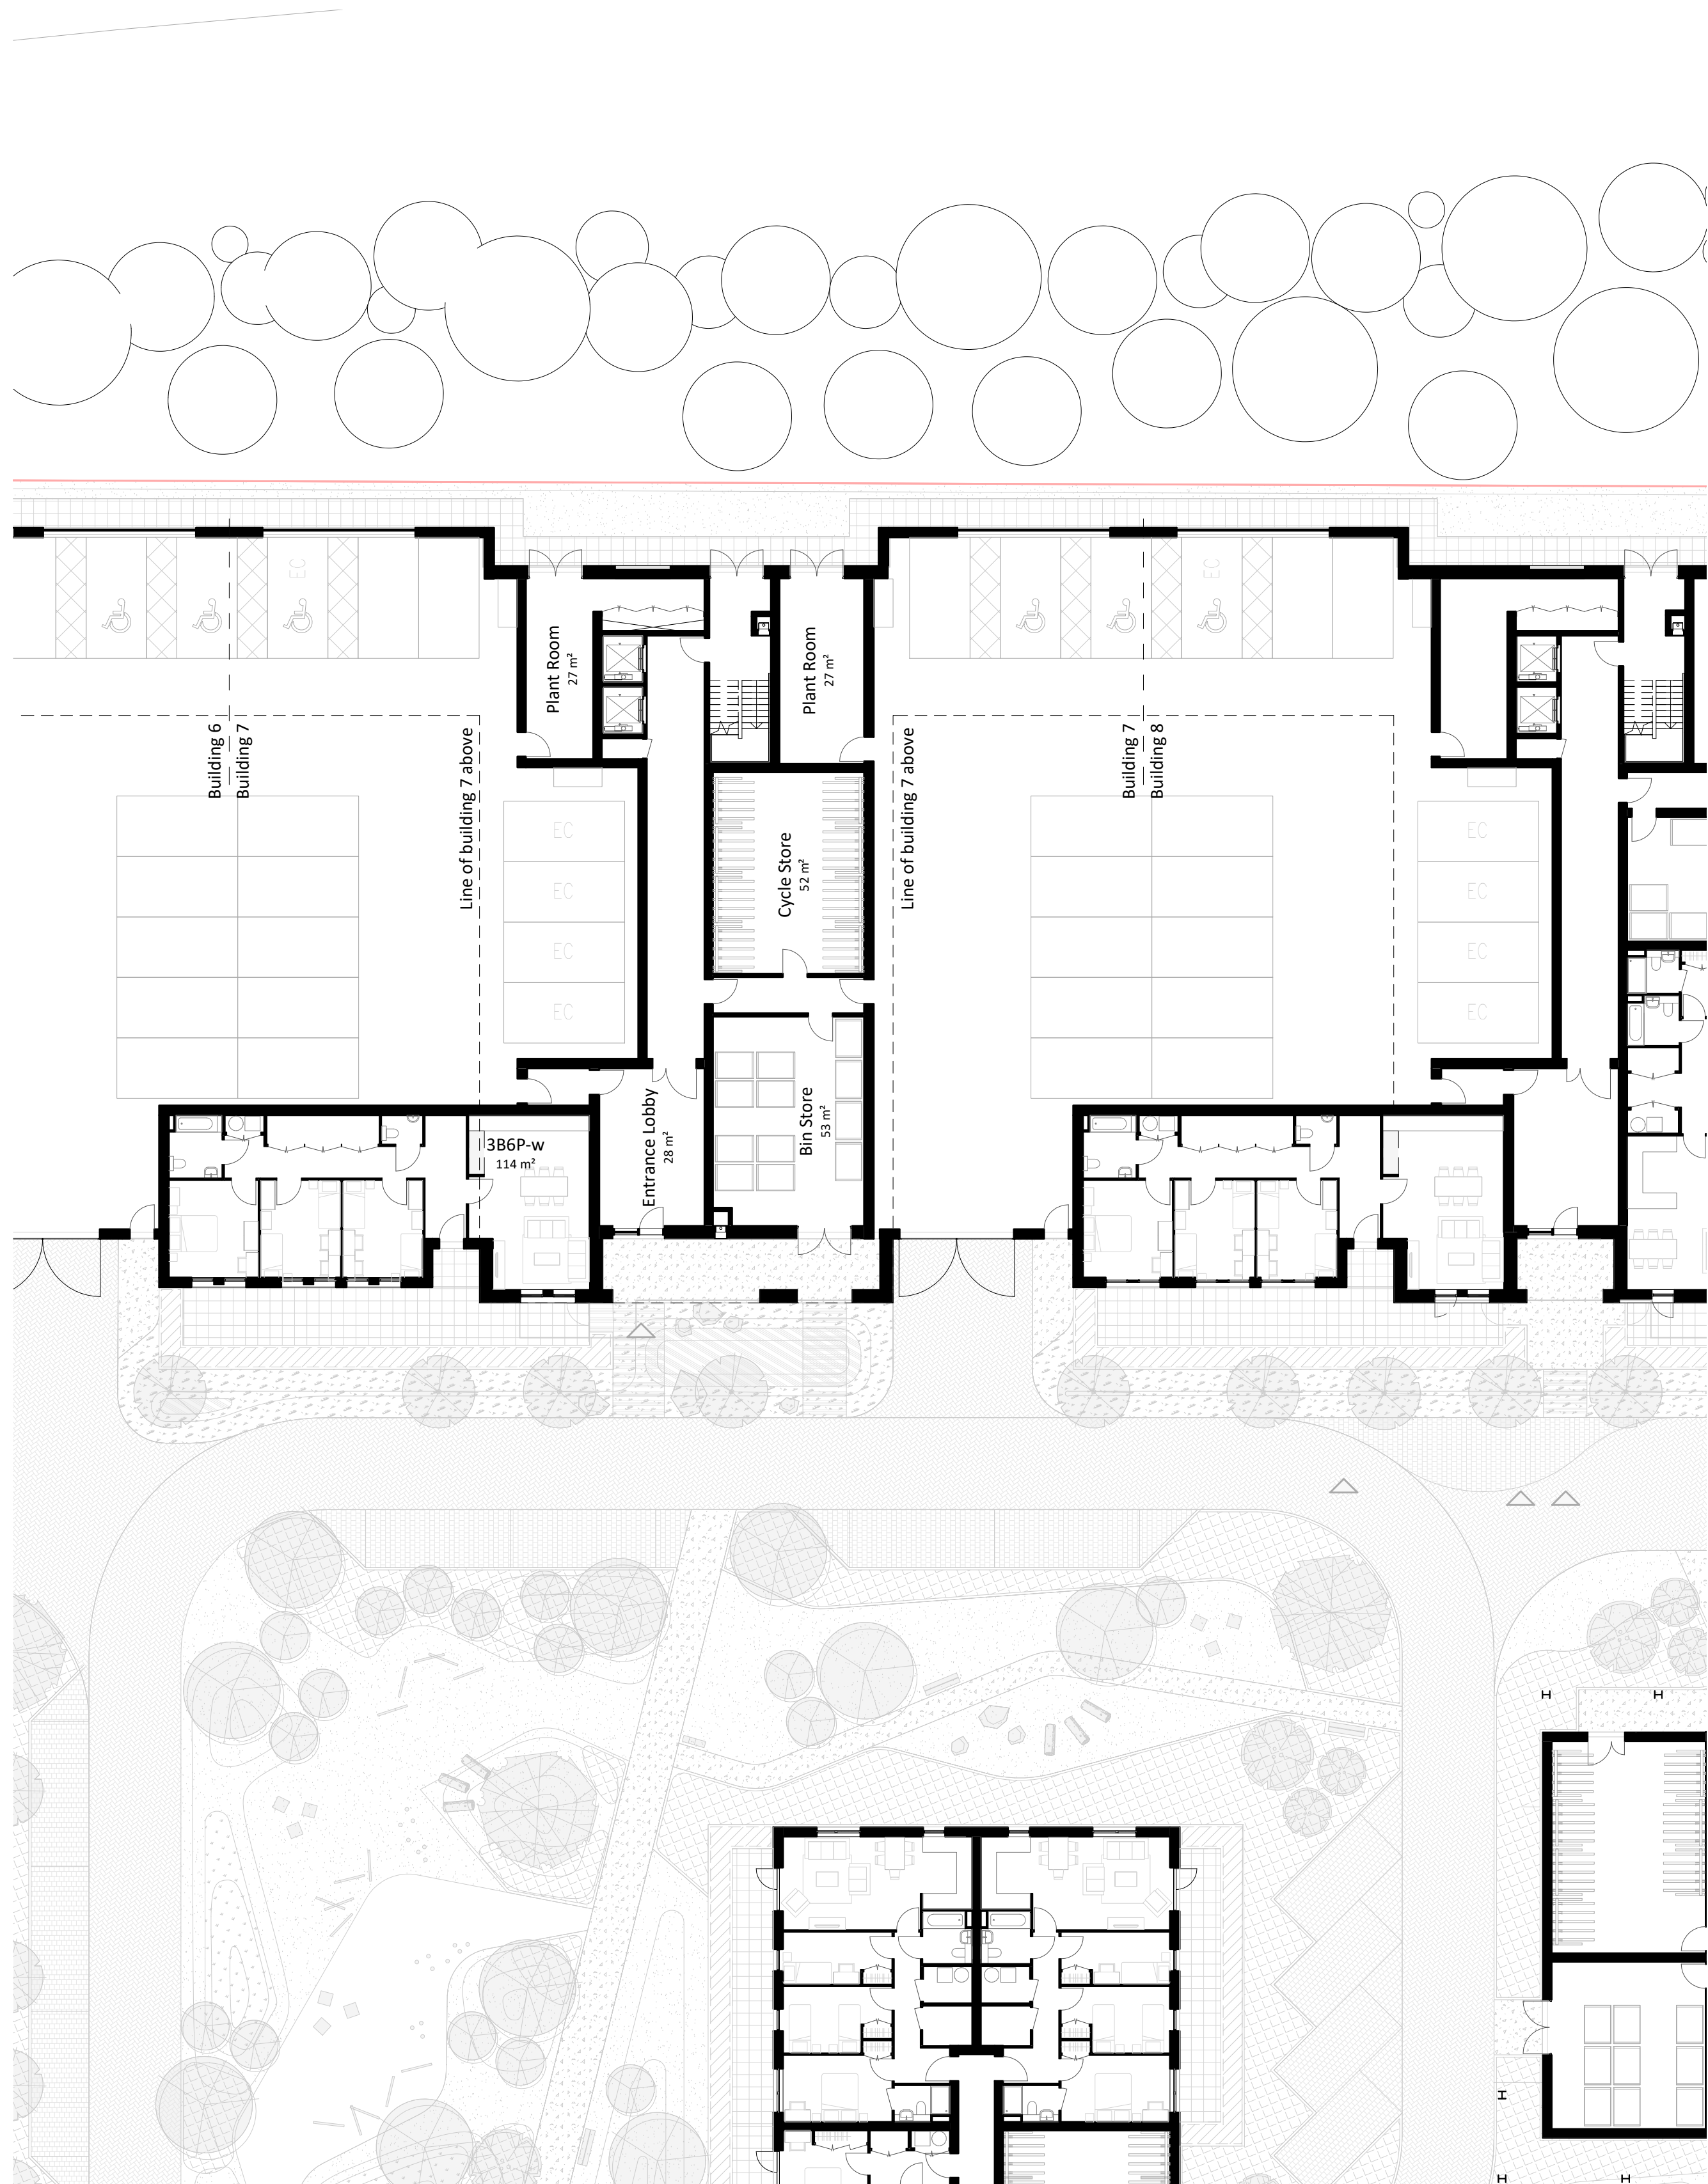 EC
EC
Plant Room
27 m²
Plant Room
27 m²
Building 6
Building 7
Line of building 7 above
Line of building 7 above
Building 7
Building 8
EC
EC
EC
EC
Cycle Store
52 m²
EC
EC
EC
EC
3B6P-w
114 m²
Entrance Lobby
28 m²
Bin Store
53 m²
H
H
H
H
H